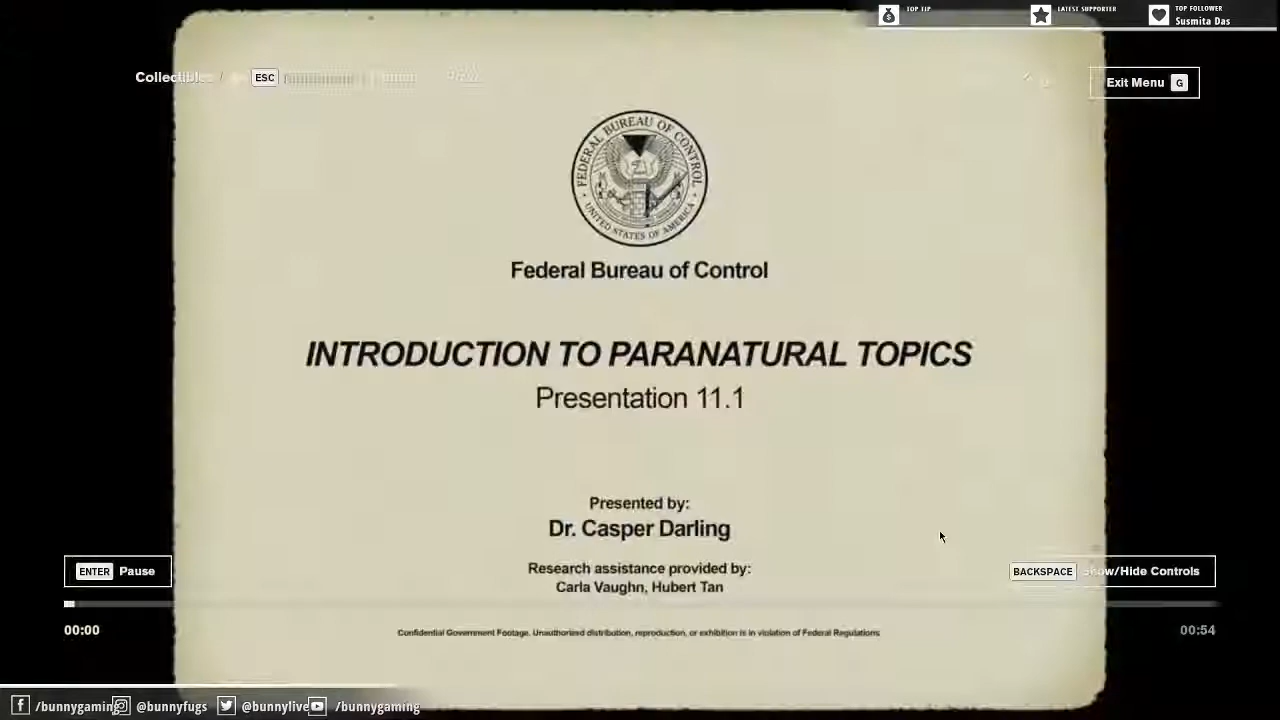 TOP TIP
LATEST SUPPORTER
TOP FOLLOWER
Susmita Das
Collectibles /
ESC
Exit Menu G
FEDERAL BUREAU OF CONTROL
UNITED STATES OF AMERICA
Federal Bureau of Control
INTRODUCTION TO PARANATURAL TOPICS
Presentation 11.1
Presented by:
Dr. Casper Darling
Research assistance provided by:
Carla Vaughn, Hubert Tan
ENTER Pause
BACKSPACE Show/Hide Controls
00:00
00:54
Confidential Government Footage. Unauthorized distribution, reproduction, or exhibition is in violation of Federal Regulations
/bunnygaming @bunnyfugs @bunnylive /bunnygaming